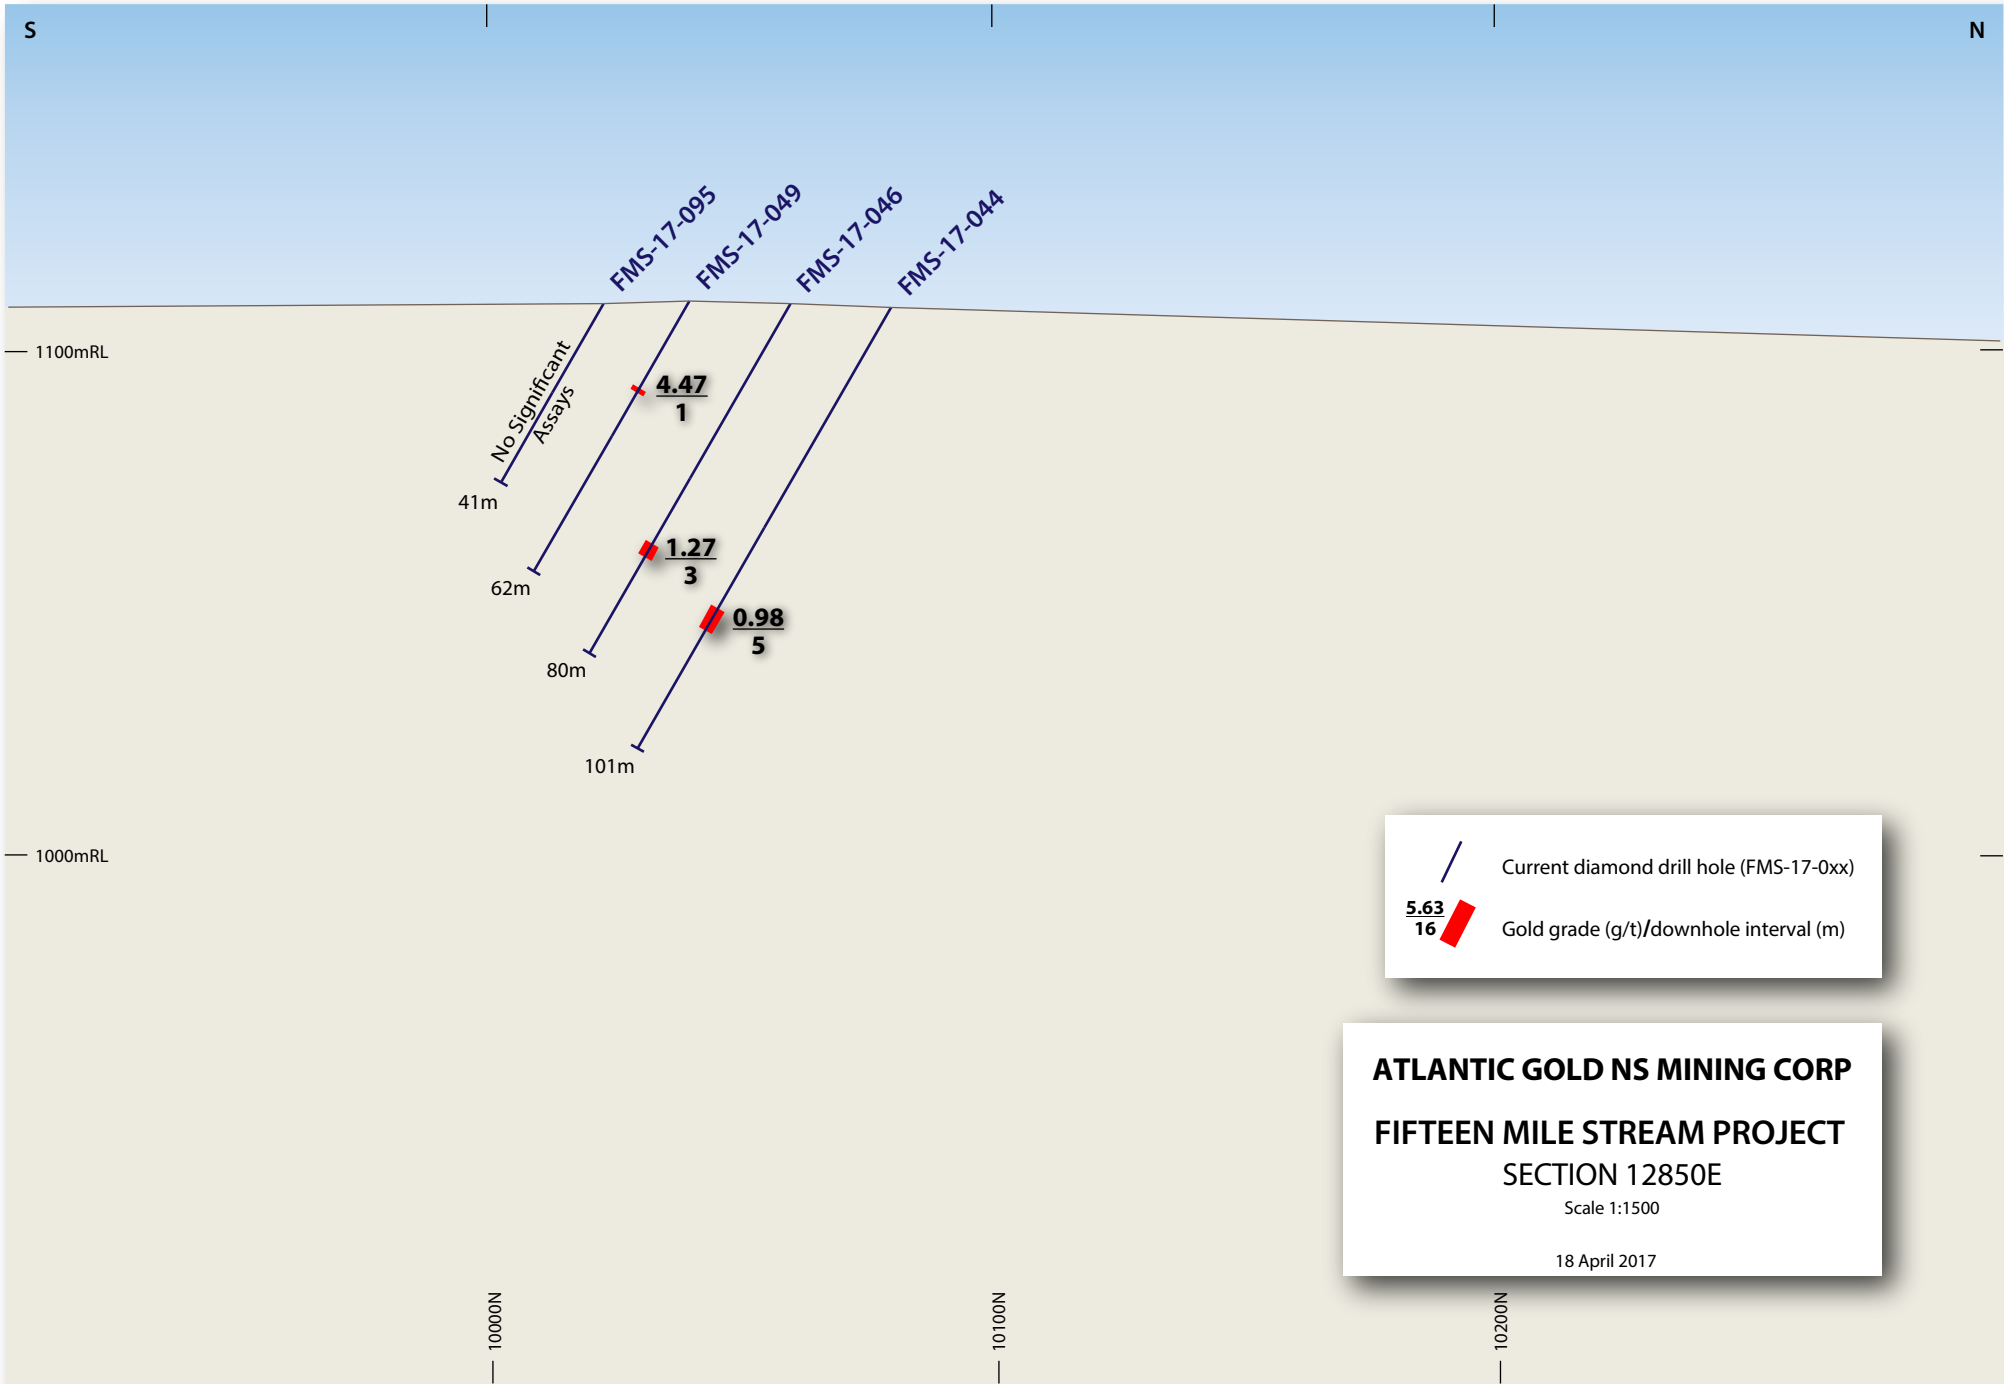 S
N
FMS-17-095
FMS-17-049
FMS-17-046
FMS-17-044
1100mRL
No Significant
Assays
4.47
1
41m
1.27
3
62m
0.98
5
80m
101m
1000mRL
Current diamond drill hole (FMS-17-0xx)
5.63
16
Gold grade (g/t)/downhole interval (m)
ATLANTIC GOLD NS MINING CORP
FIFTEEN MILE STREAM PROJECT
SECTION 12850E
Scale 1:1500
18 April 2017
10000N
10100N
10200N